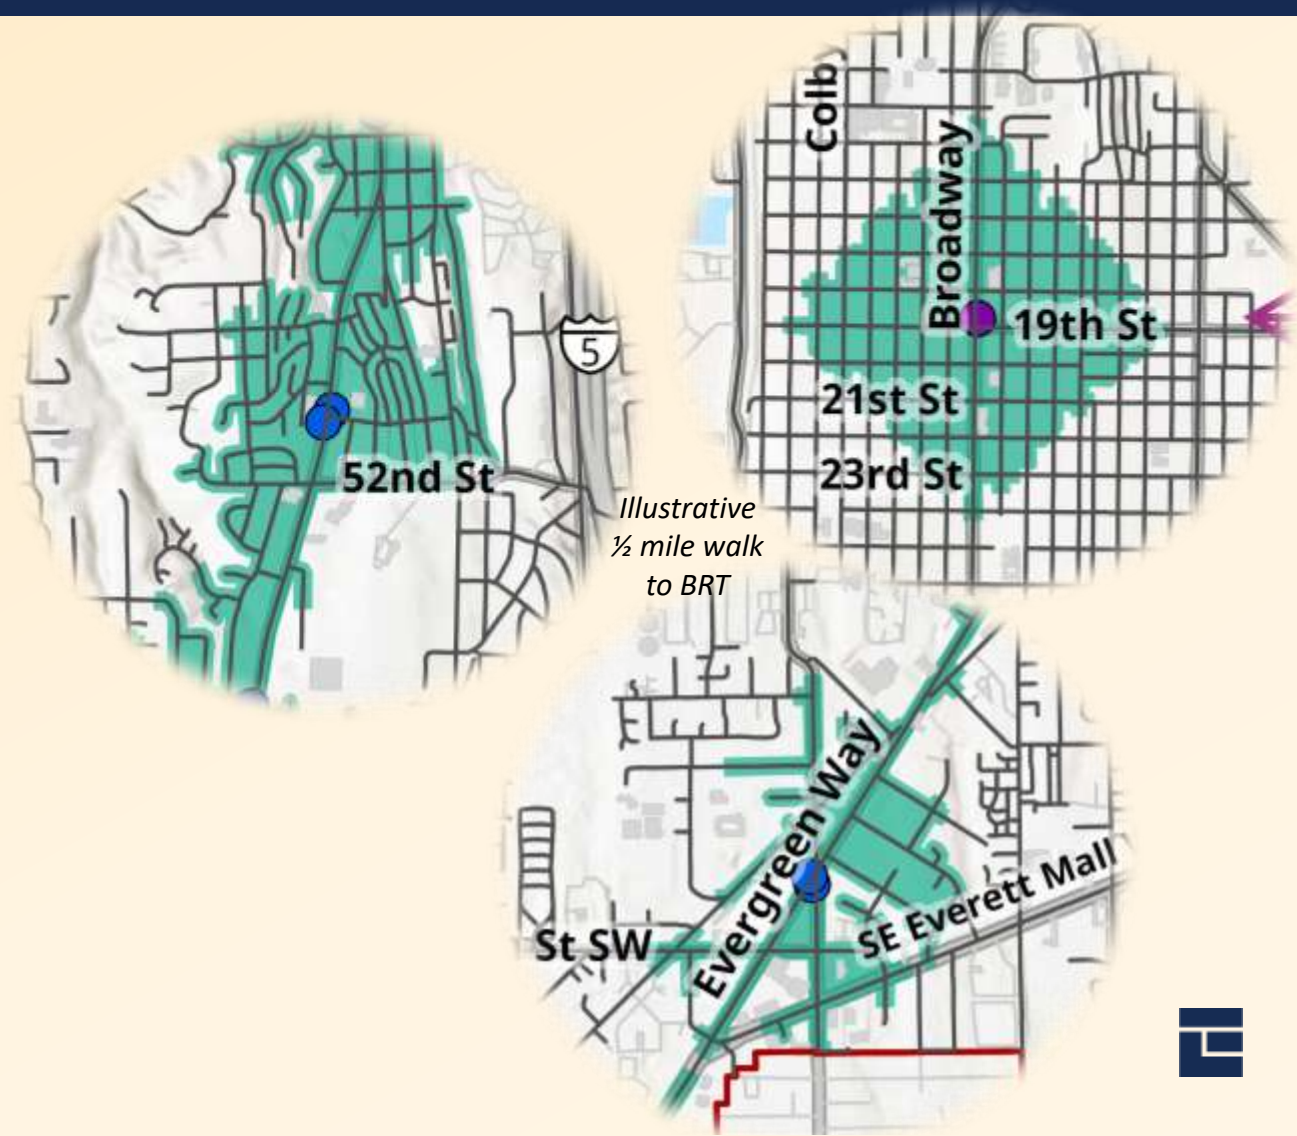 Colb
Broadway
19th St
21st St
23rd St
5
52nd St
Illustrative
½ mile walk
to BRT
Evergreen Way
SE Everett Mall
St SW